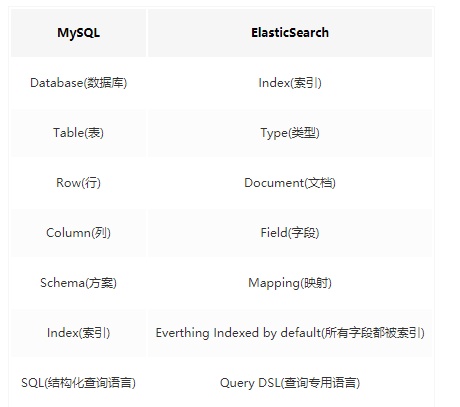 MySQL ElasticSearch
Database(数据库) Index(索引)
Table(表) Type(类型)
Row(行) Document(文档)
Column(列) Field(字段)
Schema(方案) Mapping(映射)
Index(索引) Everthing Indexed by default(所有字段都被索引)
SQL(结构化查询语言) Query DSL(查询专用语言)